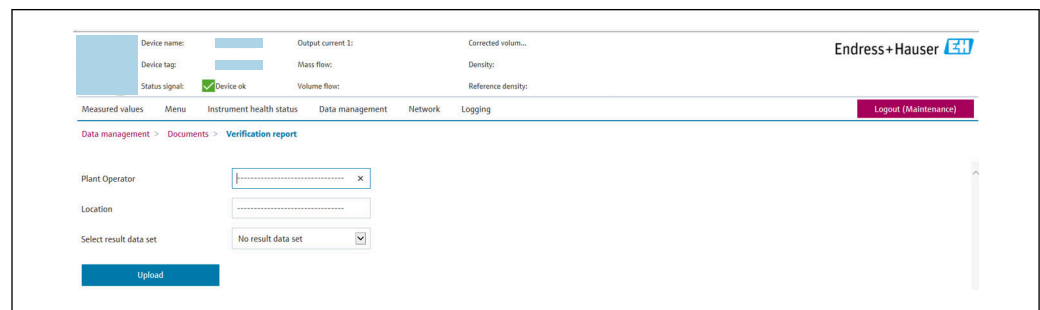 Device name: Output current 1: Corrected volum...
Endress+Hauser EH
Device tag: Mass flow: Density:
Status signal: Device ok Volume flow: Reference density:
Measured values Menu Instrument health status Data management Network Logging Logout (Maintenance)
Data management > Documents > Verification report
Plant Operator ------------------------------- ×
Location -------------------------------
Select result data set No result data set
Upload